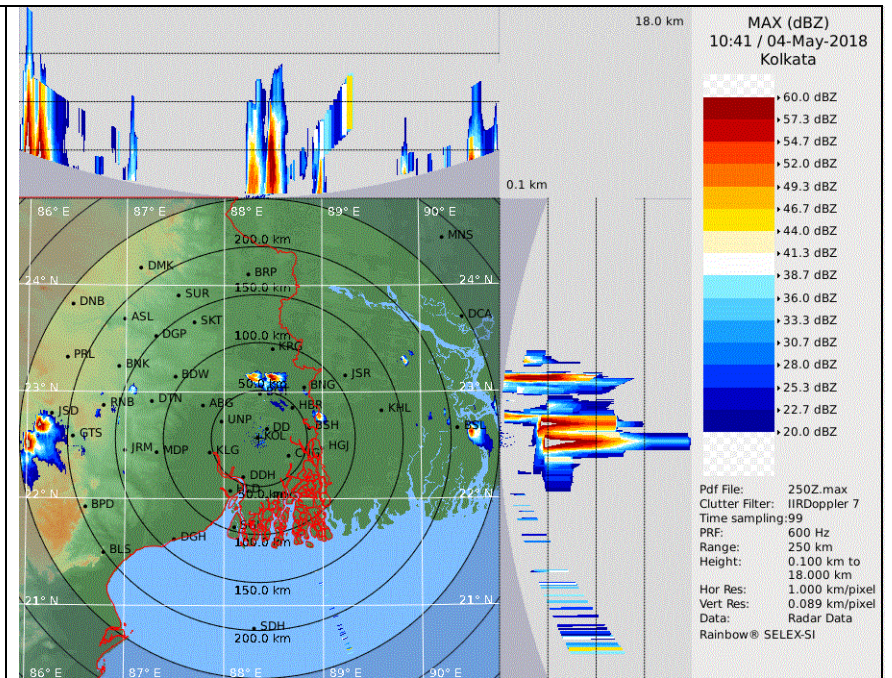 18.0 km
MAX (dBZ)
10:41 / 04-May-2018
Kolkata
60.0 dBZ
57.3 dBZ
54.7 dBZ
52.0 dBZ
49.3 dBZ
46.7 dBZ
44.0 dBZ
41.3 dBZ
38.7 dBZ
36.0 dBZ
33.3 dBZ
30.7 dBZ
28.0 dBZ
25.3 dBZ
22.7 dBZ
20.0 dBZ
0.1 km
86° E 87° E 88° E 89° E 90° E
MNS
200.0 km
DMK
BRP
24° N 24° N
150.0 km
SUR
DNB
ASL
SKT
DCA
DGP
100.0 km
KRG
PRL
BNK
BDW
JSR
50.0 km
BNG
23° N 23° N
DTN
RNB
ABG
HBR
KHL
JSD
UNP
DD
BSH
BSL
GTS
KOL
JRM
MDP
KLG
HGJ
DDH
50.0 km
22° N 22° N
BPD
DGH
100.0 km
BLS
150.0 km
21° N 21° N
SDH
200.0 km
86° E 87° E 88° E 89° E 90° E
Pdf File: 250Z.max
Clutter Filter: IIRDoppler 7
Time sampling:99
PRF: 600 Hz
Range: 250 km
Height: 0.100 km to
18.000 km
Hor Res: 1.000 km/pixel
Vert Res: 0.089 km/pixel
Data: Radar Data
Rainbow® SELEX-SI